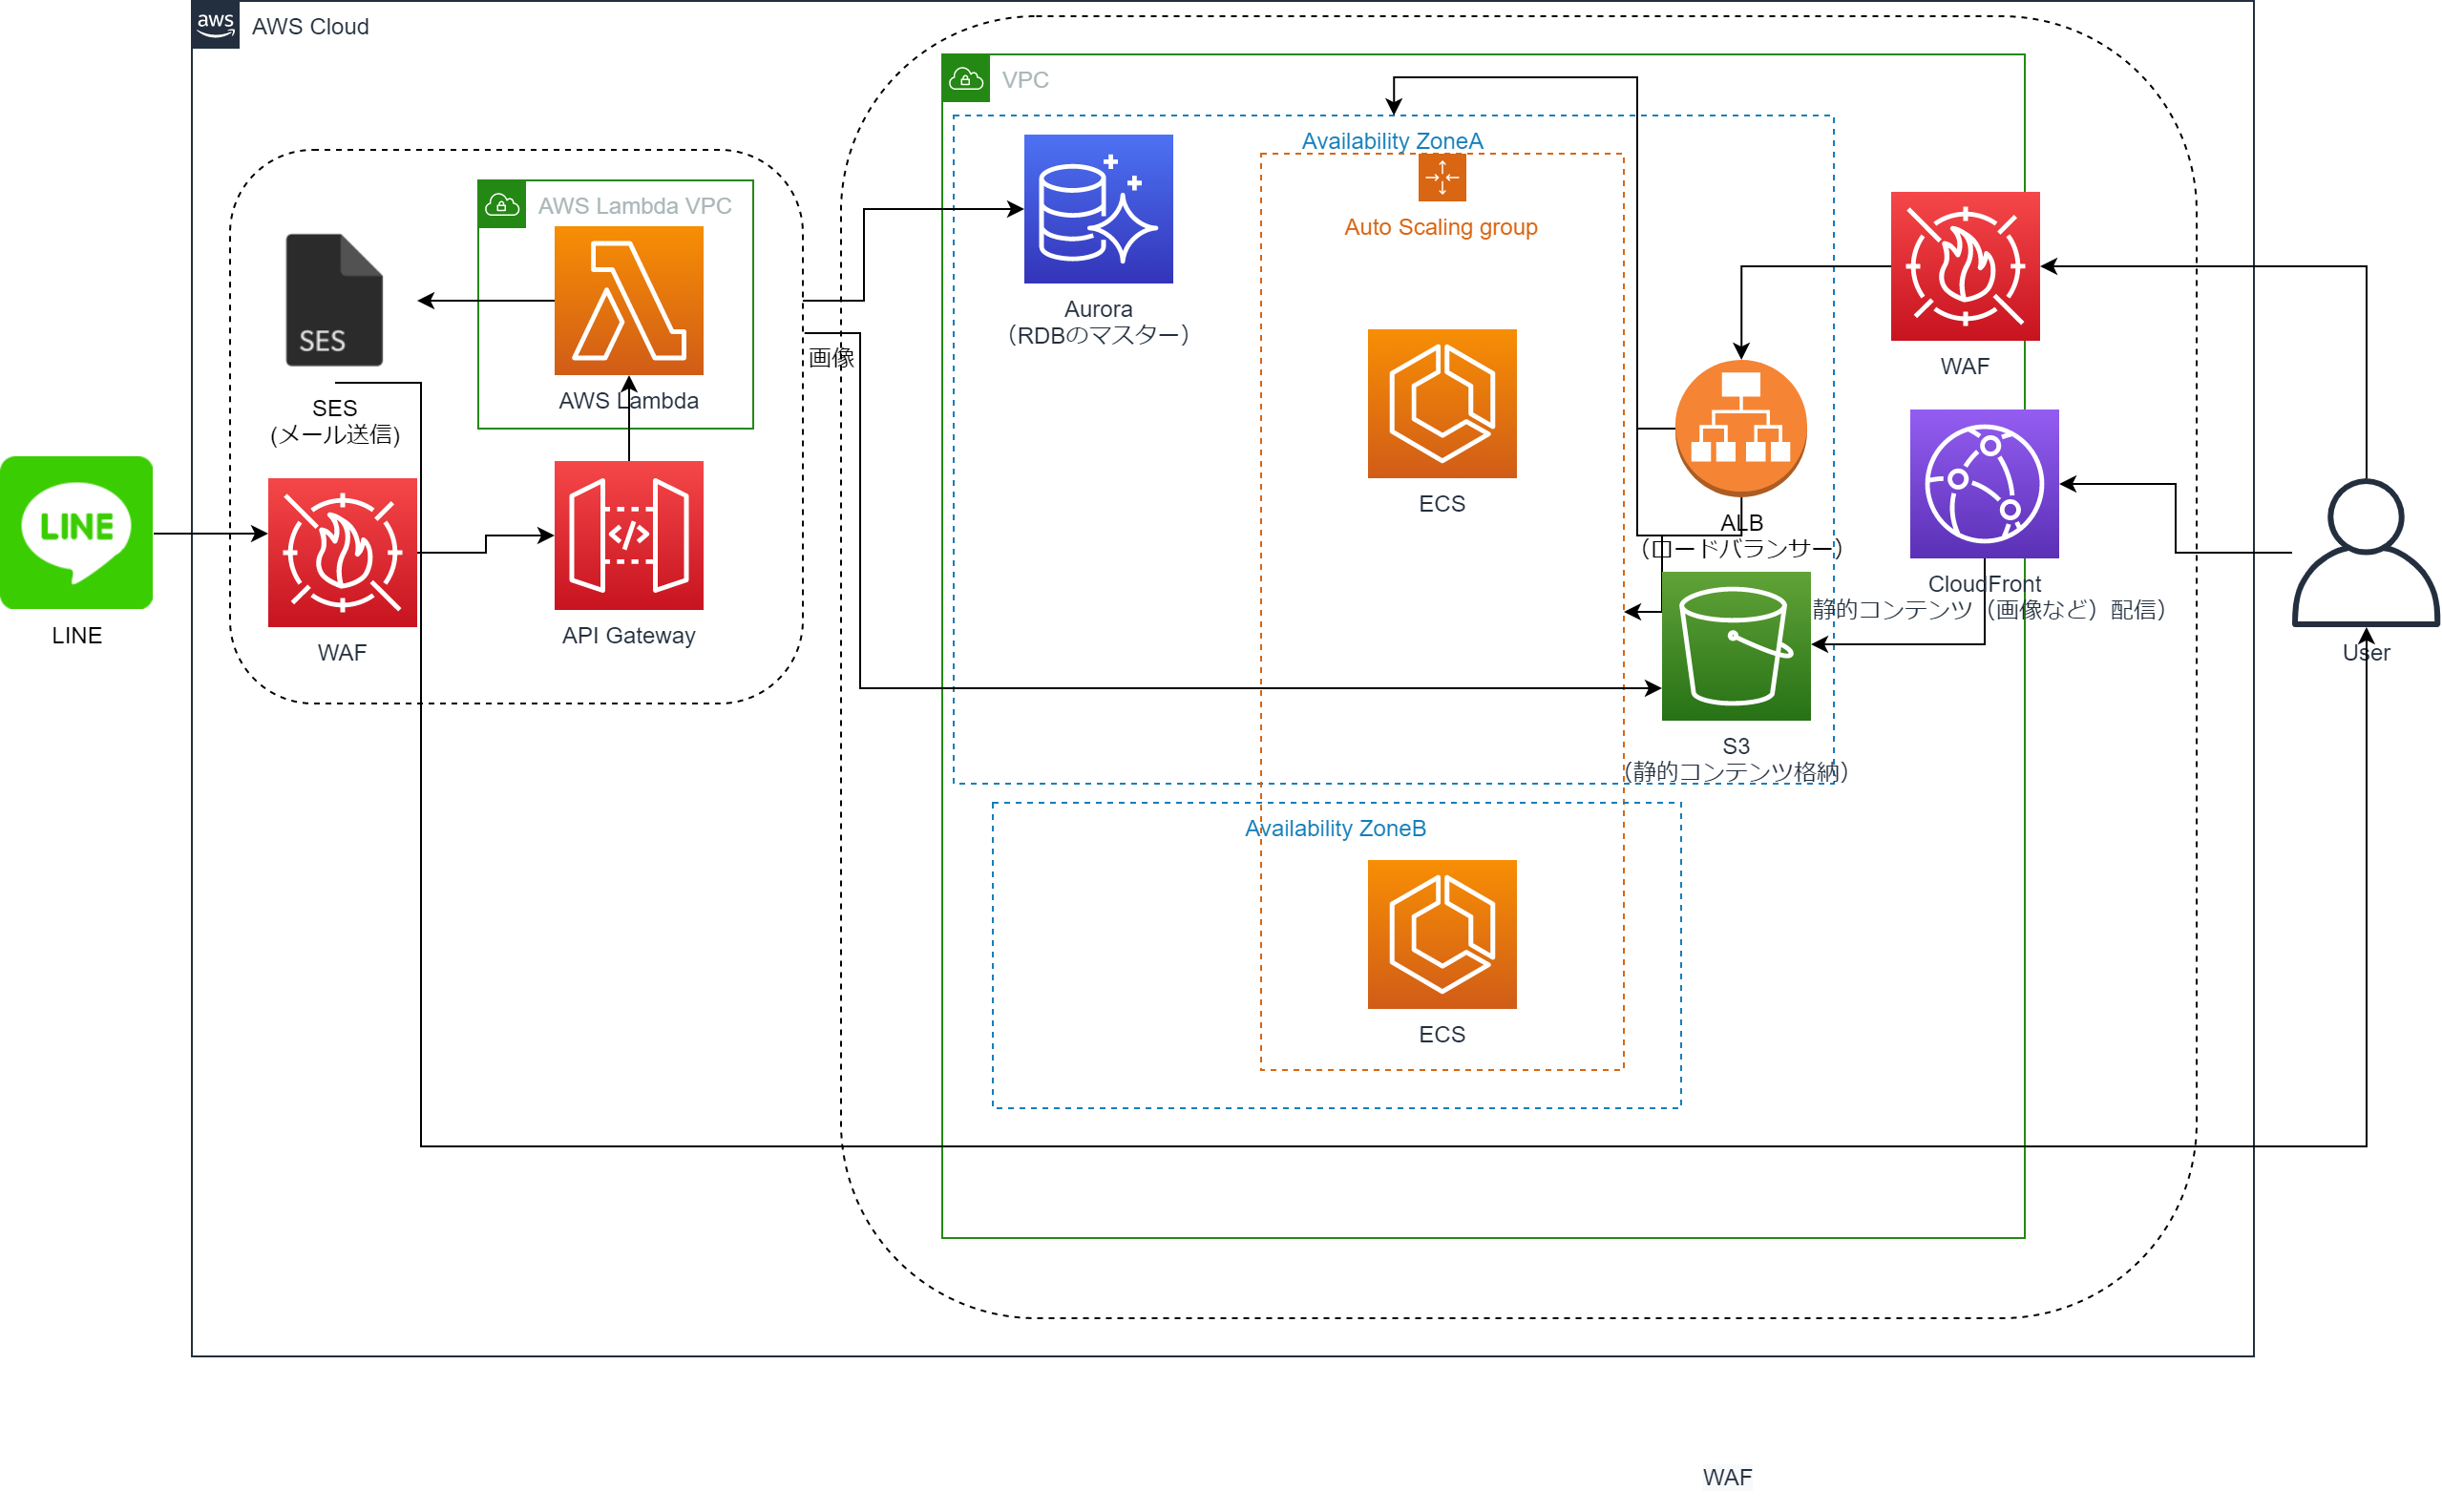 aws
AWS Cloud
VPC
Availability ZoneA
Auto Scaling group
AWS Lambda VPC
SES
AWS Lambda
SES
(メール送信)
画像
Aurora
（RDBのマスター）
ECS
WAF
ALB
（ロードバランサー）
CloudFront
静的コンテンツ（画像など）配信）
LINE
LINE
WAF
API Gateway
User
S3
（静的コンテンツ格納）
Availability ZoneB
ECS
WAF